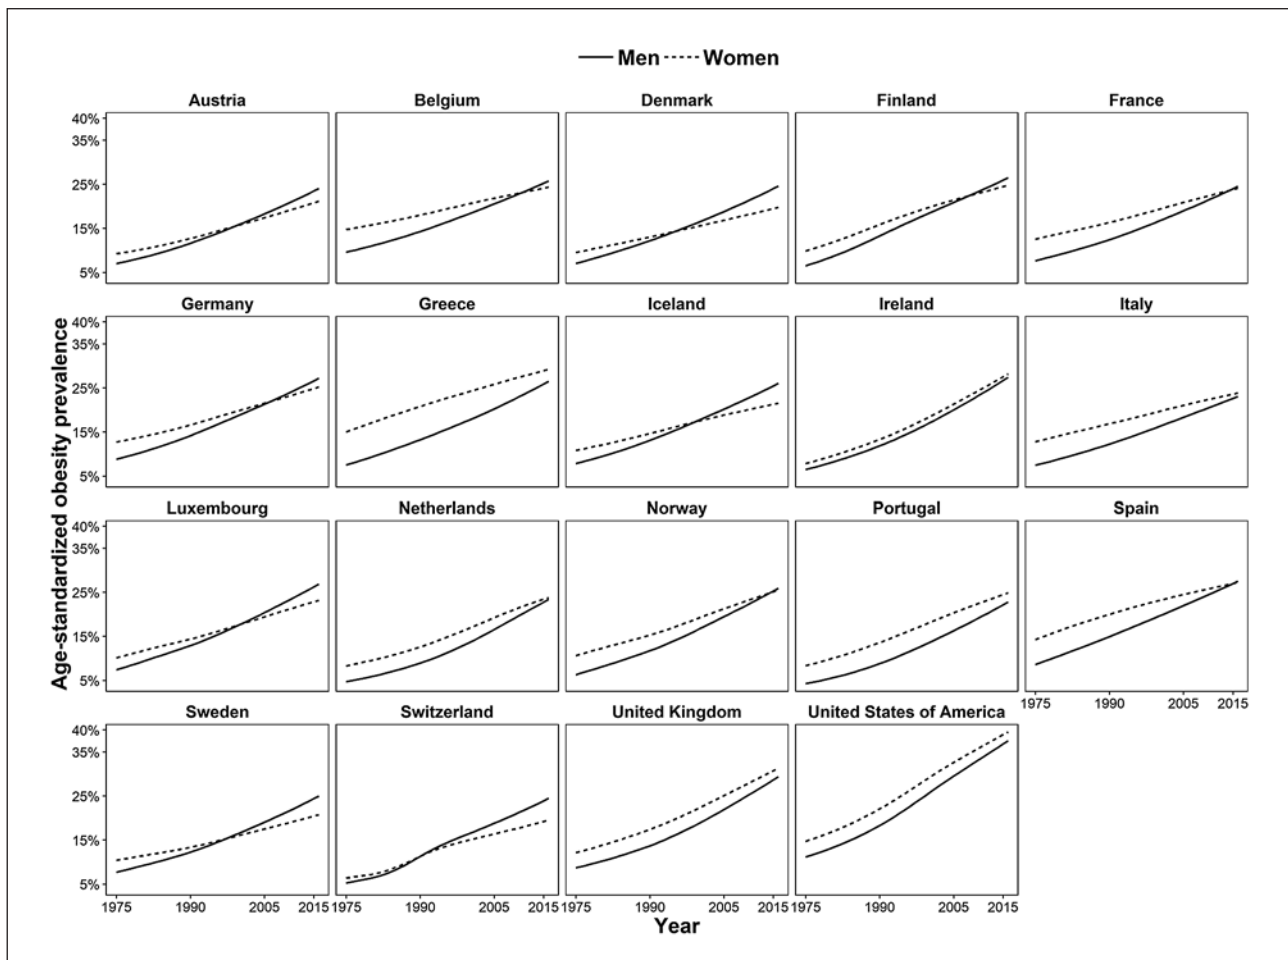 Men Women
Austria Belgium Denmark Finland France
40%
35%
25%
15%
5%
Germany Greece Iceland Ireland Italy
40%
35%
25%
15%
5%
Luxembourg Netherlands Norway Portugal Spain
40%
35%
25%
15%
5%
1975 1990 2005 2015
Sweden Switzerland United Kingdom United States of America
40%
35%
25%
15%
5%
1975 1990 2005 2015 1975 1990 2005 2015 1975 1990 2005 2015 1975 1990 2005 2015
Age-standardized obesity prevalence
Year